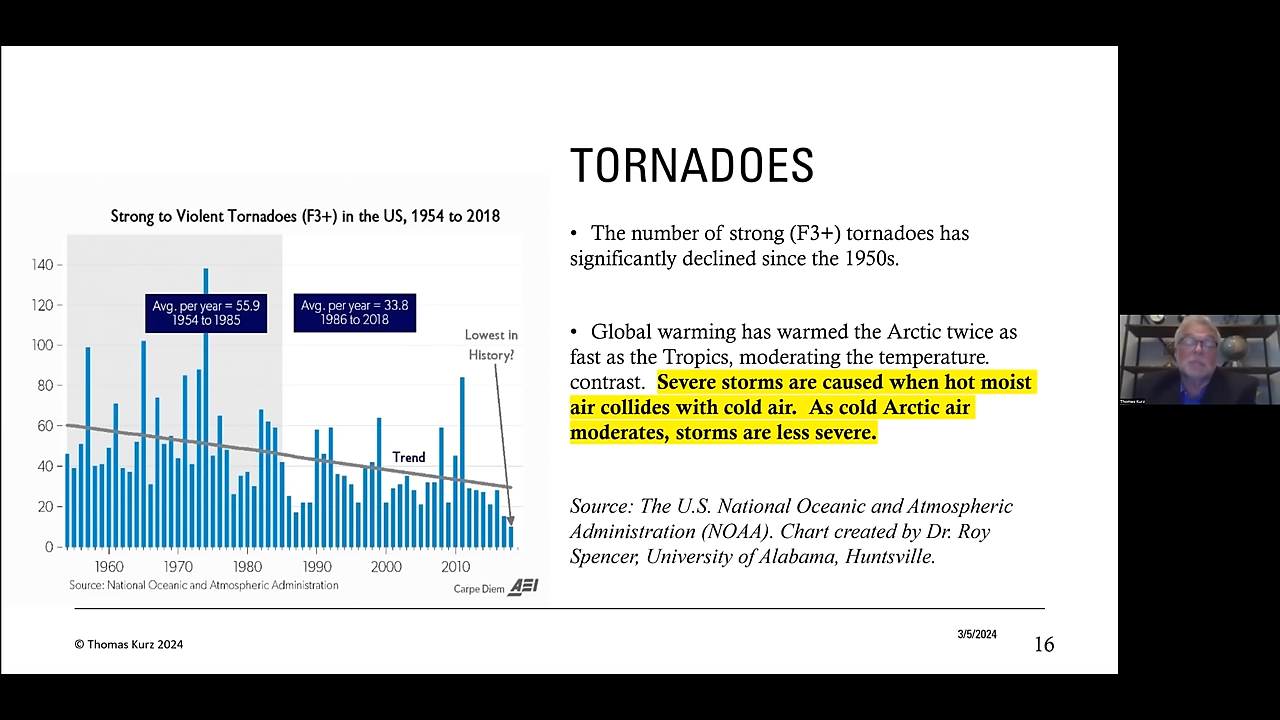 TORNADOES
Strong to Violent Tornadoes (F3+) in the US, 1954 to 2018
140
120
100
80
60
40
20
0
Avg. per year = 55.9
1954 to 1985
Avg. per year = 33.8
1986 to 2018
Lowest in
History?
Trend
1960
1970
1980
1990
2000
2010
Source: National Oceanic and Atmospheric Administration
Carpe Diem AEI
• The number of strong (F3+) tornadoes has
significantly declined since the 1950s.
• Global warming has warmed the Arctic twice as
fast as the Tropics, moderating the temperature.
contrast. Severe storms are caused when hot moist
air collides with cold air. As cold Arctic air
moderates, storms are less severe.
Source: The U.S. National Oceanic and Atmospheric
Administration (NOAA). Chart created by Dr. Roy
Spencer, University of Alabama, Huntsville.
© Thomas Kurz 2024
3/5/2024
16
Thomas Kurz